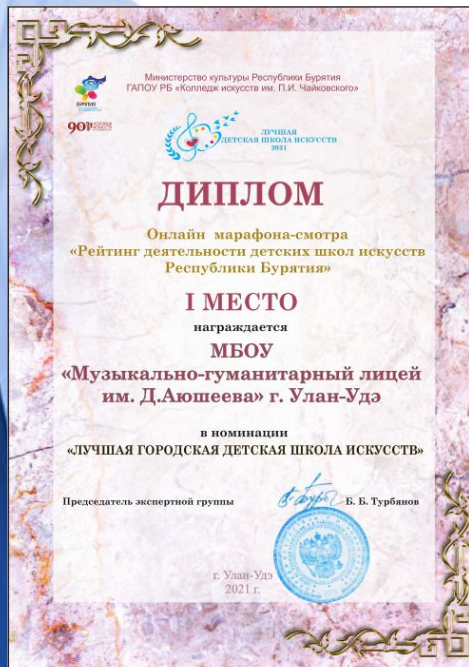 Министерство культуры Республики Бурятия
ГАПОУ РБ «Колледж искусств им. П.И. Чайковского»
БУРЯТИЯ
90
ЛУЧШАЯ
ДЕТСКАЯ ШКОЛА ИСКУССТВ
2021
ДИПЛОМ
Онлайн марафона-смотра
«Рейтинг деятельности детских школ искусств
Республики Бурятия»
I МЕСТО
награждается
МБОУ
«Музыкально-гуманитарный лицей
им. Д.Аюшеева» г. Улан-Удэ
в номинации
«ЛУЧШАЯ ГОРОДСКАЯ ДЕТСКАЯ ШКОЛА ИСКУССТВ»
Председатель экспертной группы Б. Б. Турбянов
г. Улан-Удэ
2021 г.